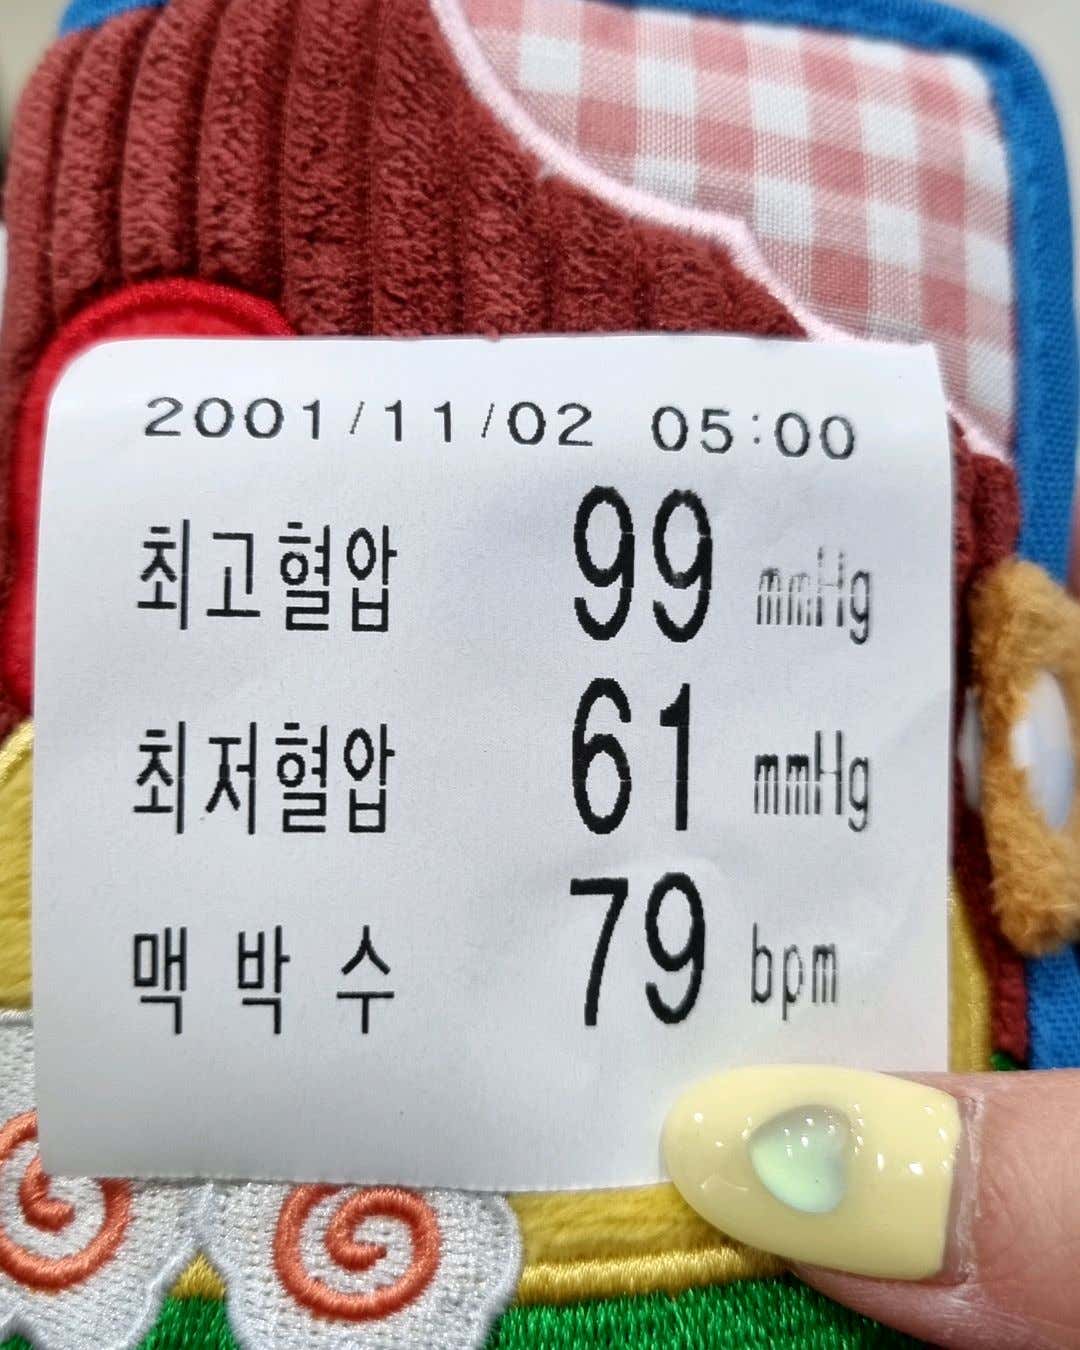 2001/11/02 05:00
최고혈압 99 mmHg
최저혈압 61 mmHg
맥 박 수 79 bpm